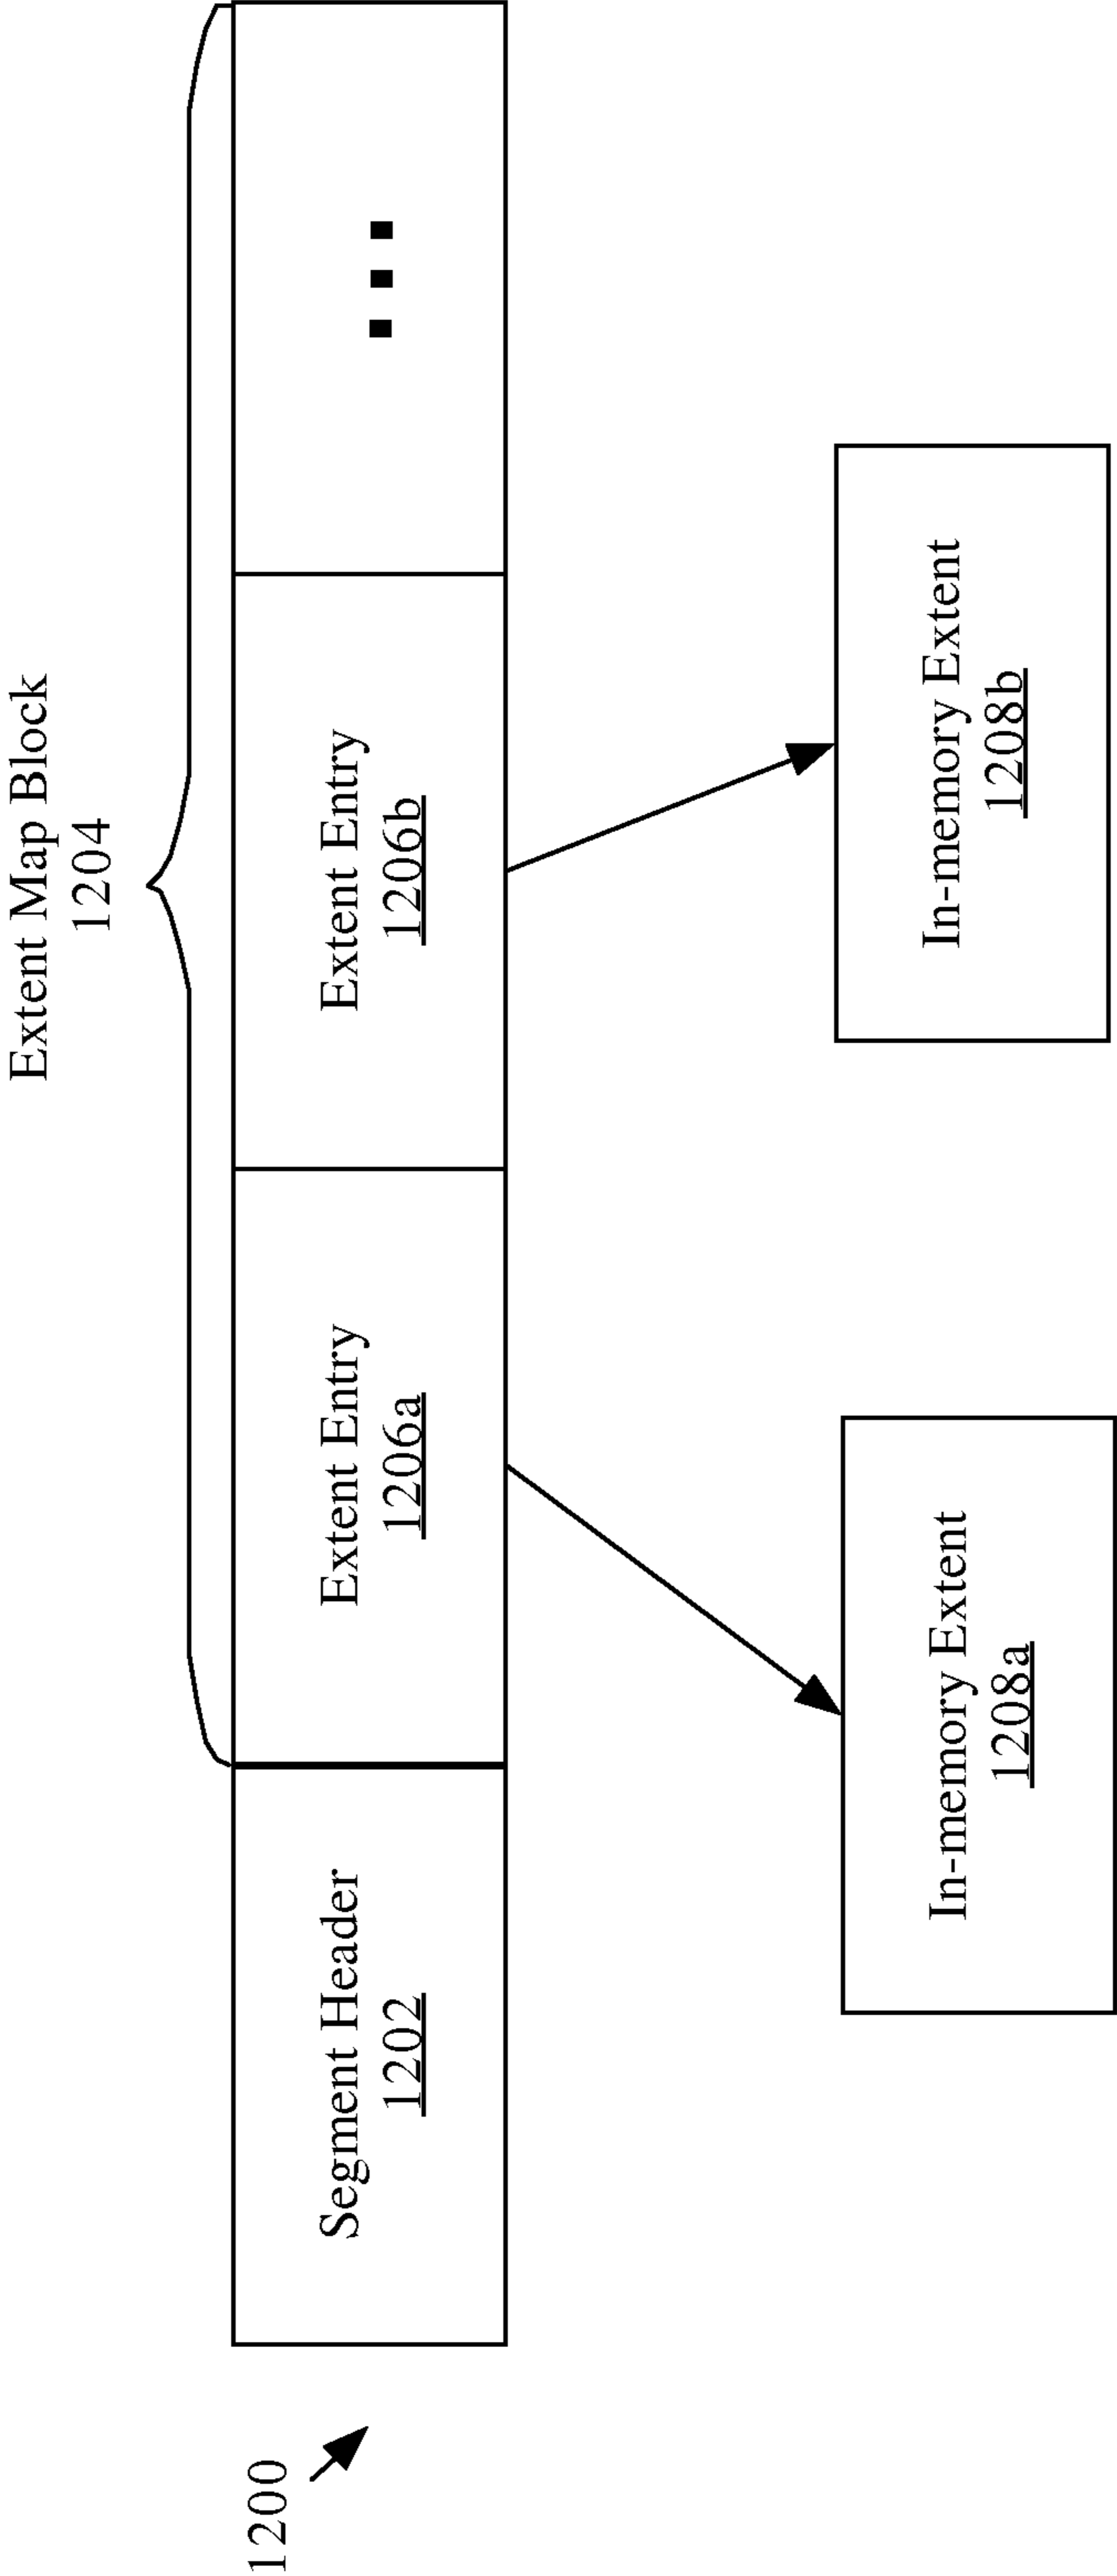 Extent Map Block
1204
1200
Segment Header
1202
Extent Entry
1206a
Extent Entry
1206b
...
In-memory Extent
1208a
In-memory Extent
1208b